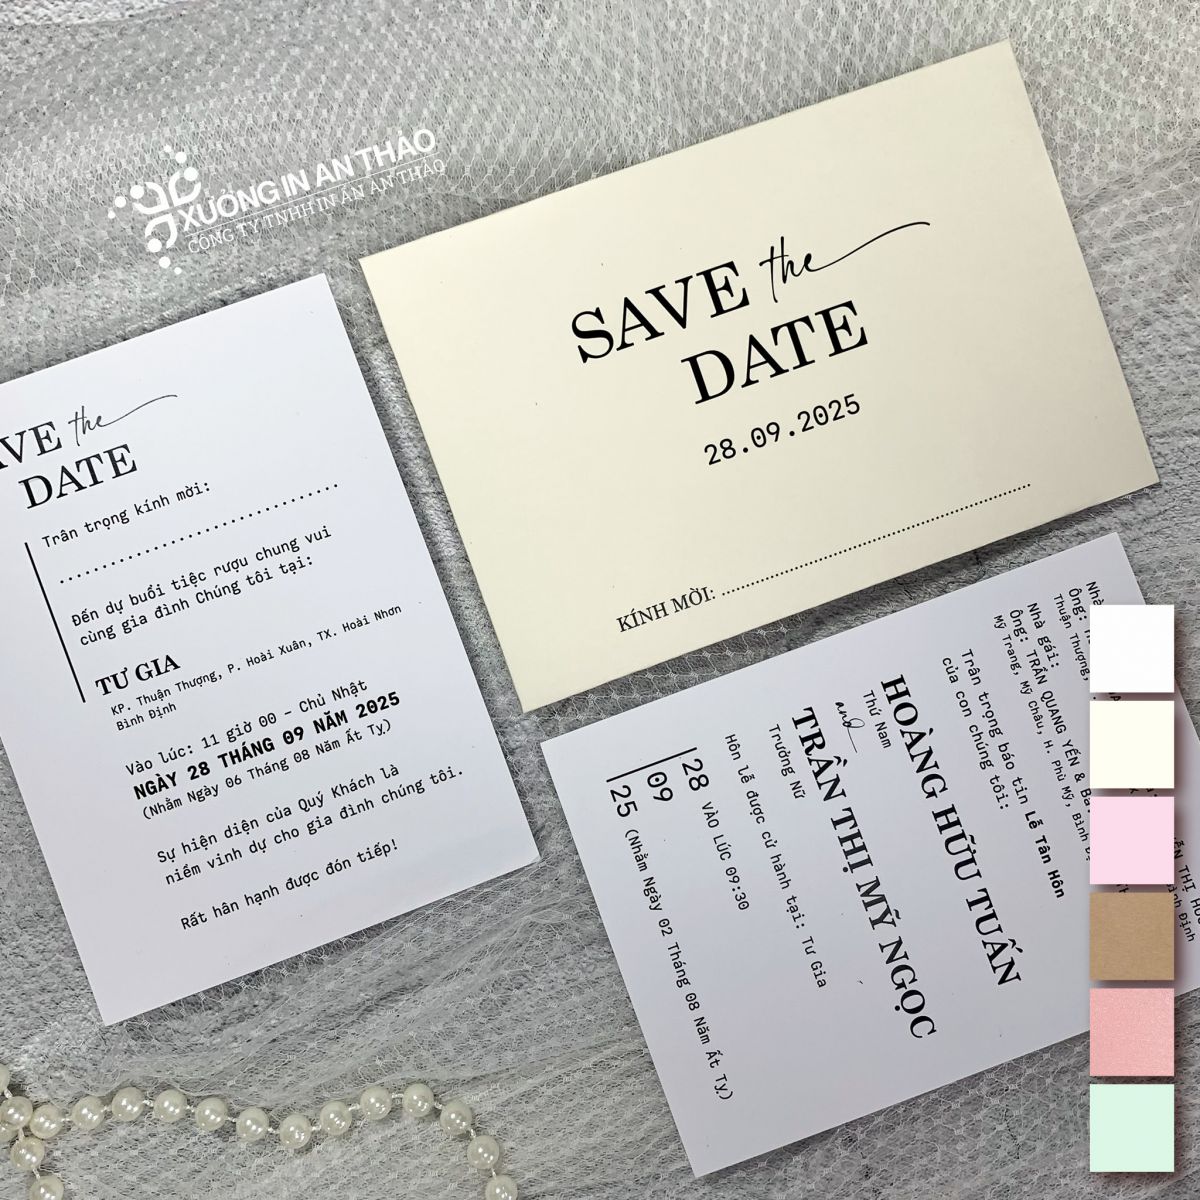 XƯỞNG IN AN THẢO
CÔNG TY TNHH IN ẤN AN THẢO
SAVE the
DATE
28.09.2025
KÍNH MỜI: ........................................
the
DATE
Trân trọng kính mời:
........................................
Đến dự buổi tiệc rượu chung vui
cùng gia đình Chúng tôi tại:
TƯ GIA
KP. Thuận Thượng, P. Hoài Xuân, TX. Hoài Nhơn
Bình Định
Vào lúc: 11 giờ 00 - Chủ Nhật
NGÀY 28 THÁNG 09 NĂM 2025
(Nhằm Ngày 06 Tháng 08 Năm Ất Tỵ)
Sự hiện diện của Quý Khách là
niềm vinh dự cho gia đình chúng tôi.
Rất hân hạnh được đón tiếp!
Nhà
Ông:
Thuận Thượng,
Nhà gái:
Ông: TRẦN QUANG YẾN &
Mỹ Trang, Mỹ Châu, H. Phù Mỹ, Bình
Trân trọng báo tin Lễ Tân Hôn
của con chúng tôi:
HOÀNG HỮU TUẤN
Thứ Nam
and
TRẦN THỊ MỸ NGỌC
Trưởng Nữ
Hôn lễ được cử hành tại: Tư Gia
28 VÀO LÚC 09:30
09
25 (Nhằm Ngày 02 Tháng 08 Năm Ất Tỵ)